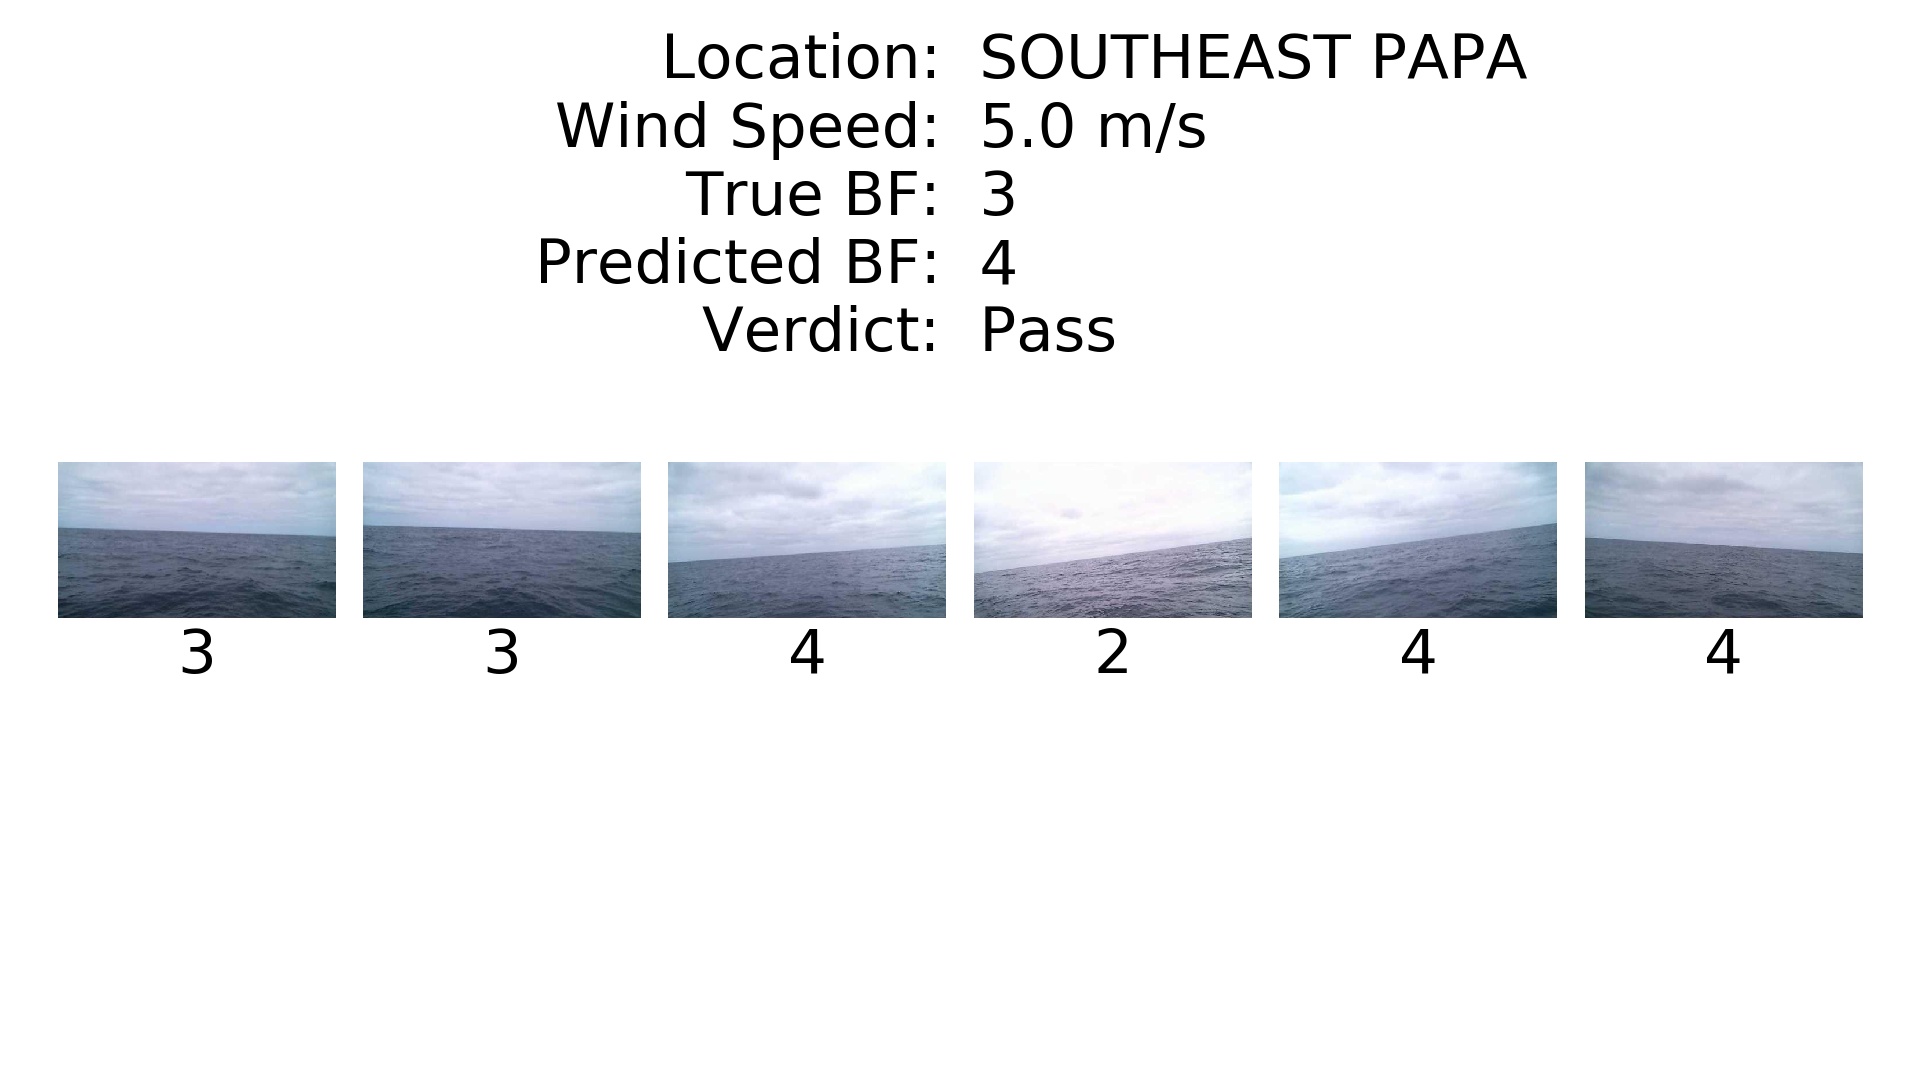 Location: SOUTHEAST PAPA
Wind Speed: 5.0 m/s
True BF: 3
Predicted BF: 4
Verdict: Pass
3 3 4 2 4 4